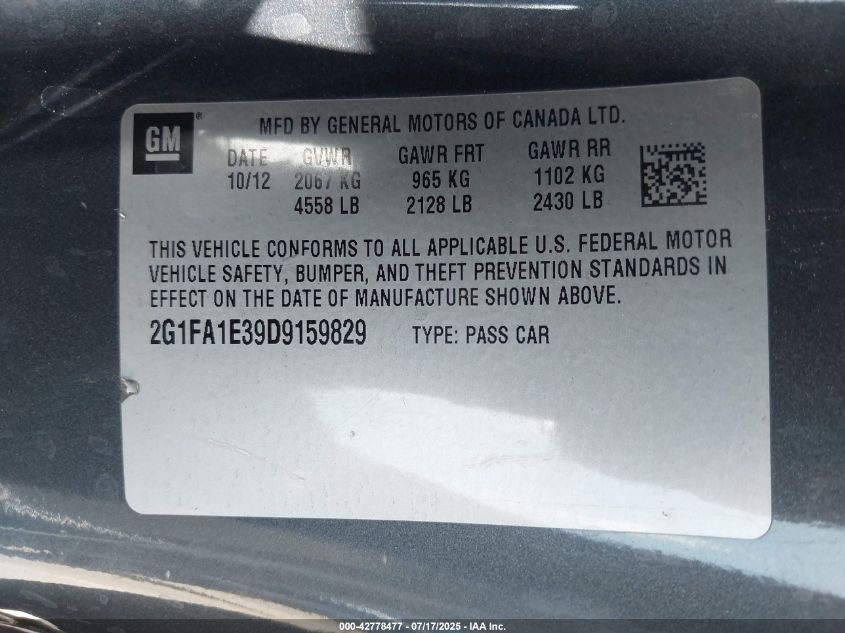 GM ®
MFD BY GENERAL MOTORS OF CANADA LTD.
DATE GVWR GAWR FRT GAWR RR
10/12 2067 KG 965 KG 1102 KG
4558 LB 2128 LB 2430 LB
THIS VEHICLE CONFORMS TO ALL APPLICABLE U.S. FEDERAL MOTOR
VEHICLE SAFETY, BUMPER, AND THEFT PREVENTION STANDARDS IN
EFFECT ON THE DATE OF MANUFACTURE SHOWN ABOVE.
2G1FA1E39D9159829 TYPE: PASS CAR
000-42778477 - 07/17/2025 - IAA Inc.